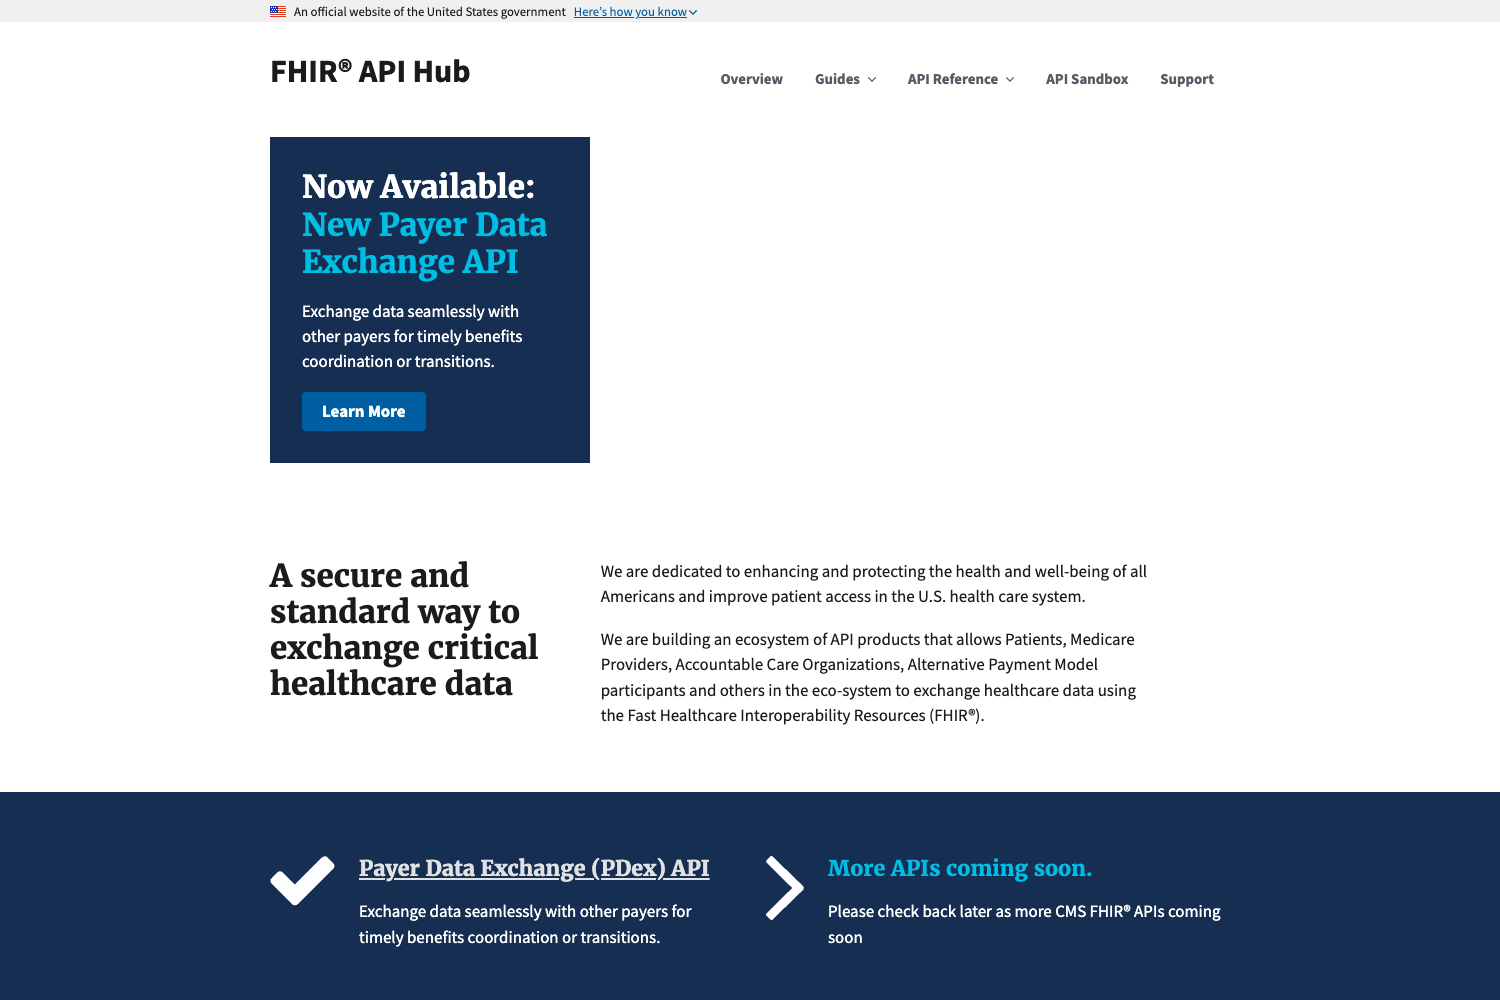 An official website of the United States government Here's how you know
FHIR® API Hub
Overview Guides API Reference API Sandbox Support
Now Available:
New Payer Data
Exchange API
Exchange data seamlessly with
other payers for timely benefits
coordination or transitions.
Learn More
A secure and
standard way to
exchange critical
healthcare data
We are dedicated to enhancing and protecting the health and well-being of all
Americans and improve patient access in the U.S. health care system.
We are building an ecosystem of API products that allows Patients, Medicare
Providers, Accountable Care Organizations, Alternative Payment Model
participants and others in the eco-system to exchange healthcare data using
the Fast Healthcare Interoperability Resources (FHIR®).
Payer Data Exchange (PDex) API
Exchange data seamlessly with other payers for
timely benefits coordination or transitions.
More APIs coming soon.
Please check back later as more CMS FHIR® APIs coming
soon